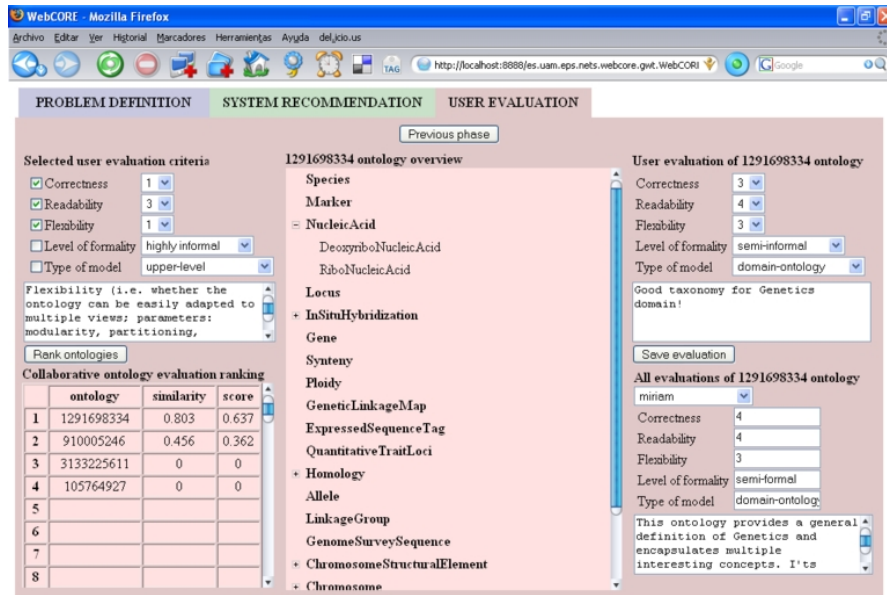 WebCORE - Mozilla Firefox
Archivo Editar Ver Historial Marcadores Herramientas Ayuda del.icio.us
TAG http://localhost:8888/es.uam.eps.nets.webcore.gwt.WebCORI Google
PROBLEM DEFINITION SYSTEM RECOMMENDATION USER EVALUATION
Previous phase
Selected user evaluation criteria
Correctness 1
Readability 3
Flexibility 1
Level of formality highly informal
Type of model upper-level
Flexibility (i.e. whether the
ontology can be easily adapted to
multiple views; parameters:
modularity, partitioning,
Rank ontologies
Collaborative ontology evaluation ranking
ontology similarity score
1 1291698334 0.803 0.637
2 910005246 0.456 0.362
3 3133225611 0 0
4 105764927 0 0
5
6
7
8
1291698334 ontology overview
Species
Marker
NucleicAcid
DeoxyriboNucleicAcid
RiboNucleicAcid
Locus
InSituHybridization
Gene
Synteny
Ploidy
GeneticLinkageMap
ExpressedSequenceTag
QuantitativeTraitLoci
Homology
Allele
LinkageGroup
GenomeSurveySequence
ChromosomeStructuralElement
Chromosome
User evaluation of 1291698334 ontology
Correctness 3
Readability 4
Flexibility 3
Level of formality semi-informal
Type of model domain-ontology
Good taxonomy for Genetics
domain!
Save evaluation
All evaluations of 1291698334 ontology
miriam
Correctness 4
Readability 4
Flexibility 3
Level of formality semi-formal
Type of model domain-ontology
This ontology provides a general
definition of Genetics and
encapsulates multiple
interesting concepts. I'ts